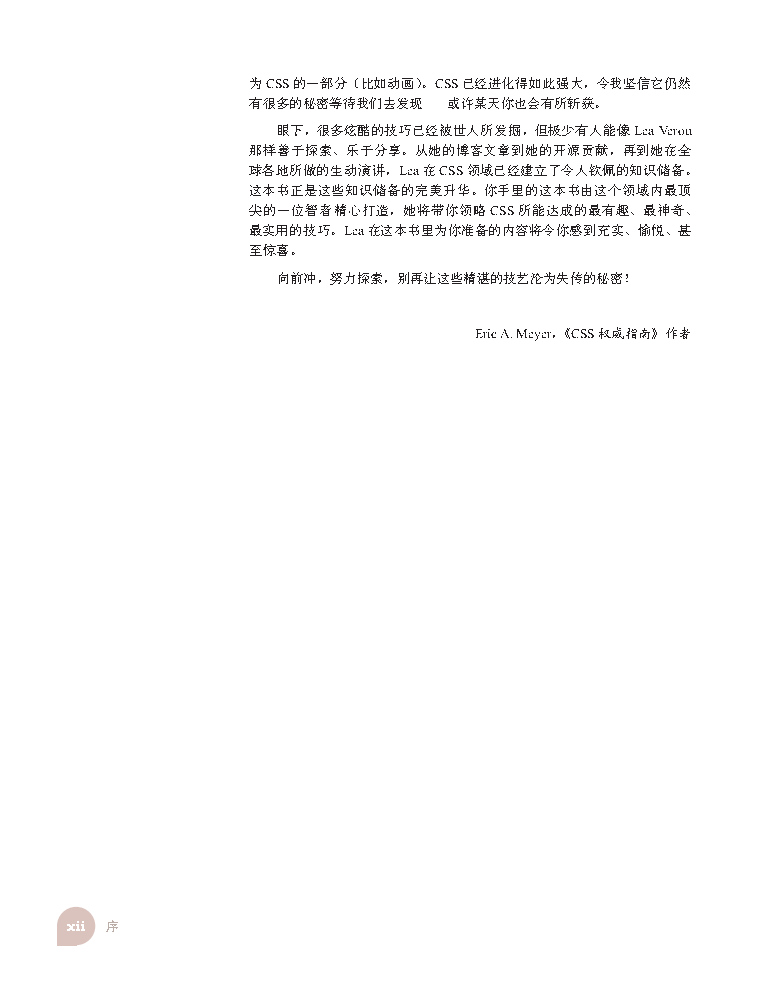 为 CSS 的一部分（比如动画）。CSS 已经进化得如此强大，令我坚信它仍然
有很多的秘密等待我们去发现　　或许某天你也会有所斩获。
眼下，很多炫酷的技巧已经被世人所发掘，但极少有人能像 Lea Verou
那样善于探索、乐于分享。从她的博客文章到她的开源贡献，再到她在全
球各地所做的生动演讲，Lea 在 CSS 领域已经建立了令人钦佩的知识储备。
这本书正是这些知识储备的完美升华。你手里的这本书由这个领域内最顶
尖的一位智者精心打造，她将带你领略 CSS 所能达成的最有趣、最神奇、
最实用的技巧。Lea 在这本书里为你准备的内容将令你感到充实、愉悦、甚
至惊喜。
向前冲，努力探索，别再让这些精湛的技艺沦为失传的秘密！
Eric A. Meyer，《CSS 权威指南》作者
xii 序